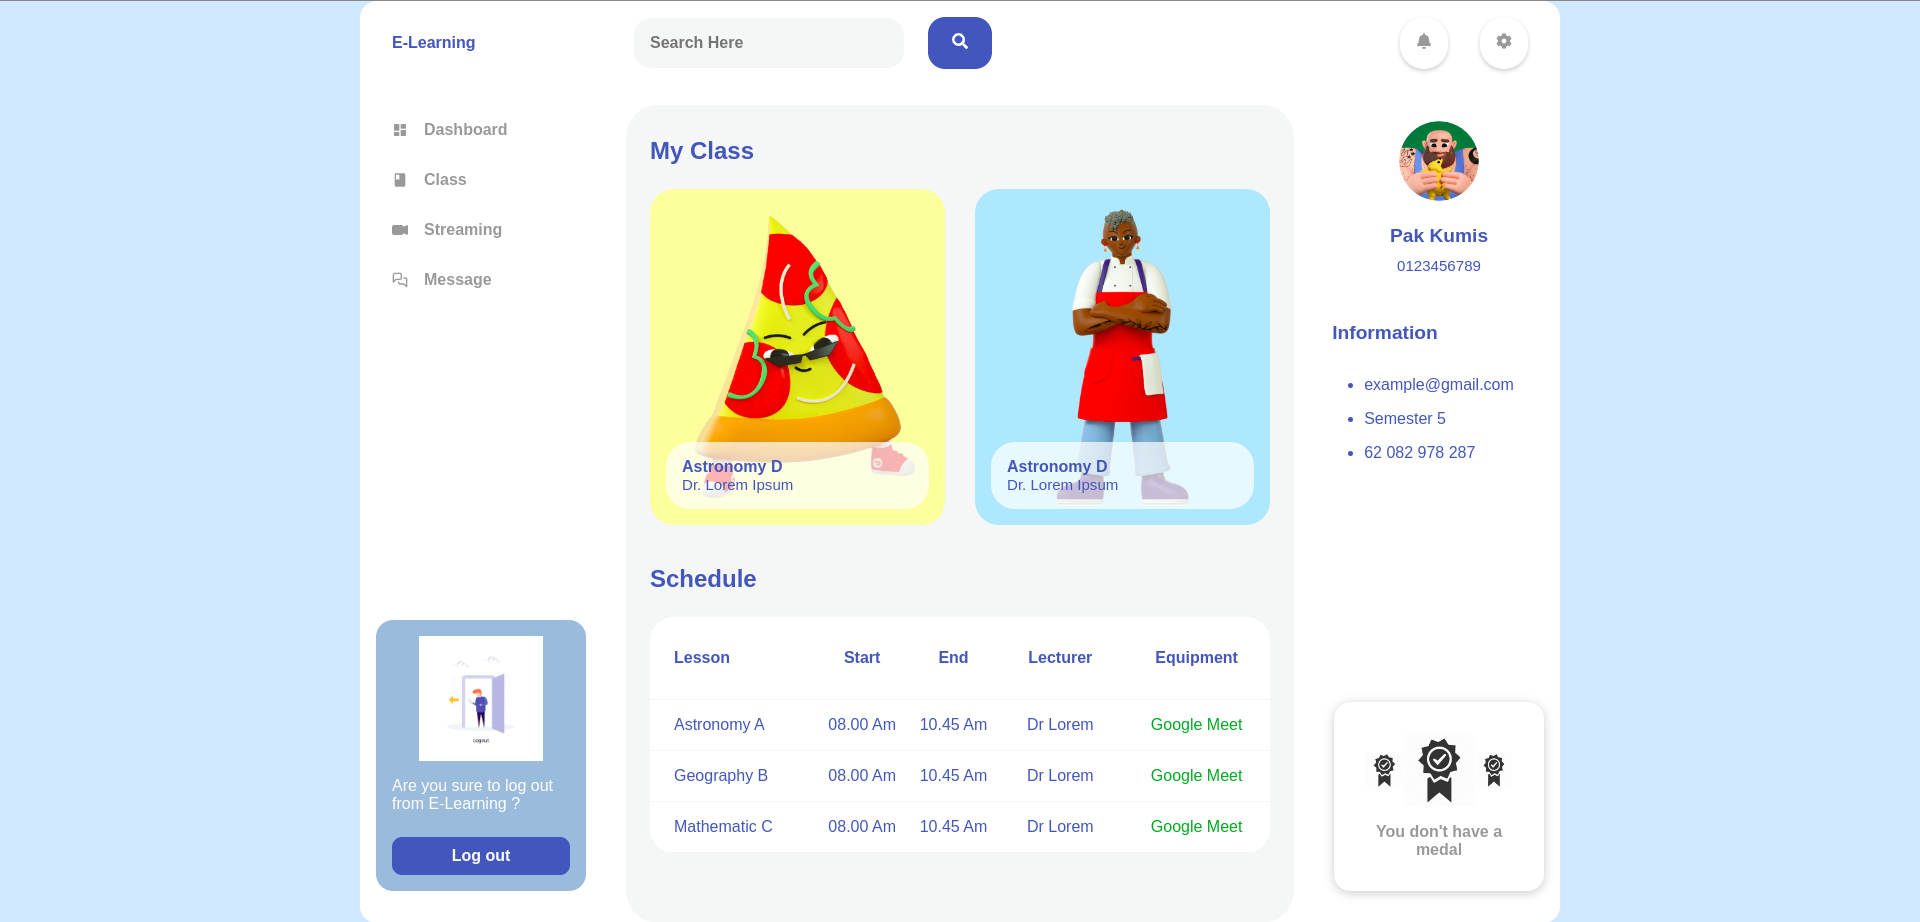 E-Learning
Search Here
Dashboard
Class
Streaming
Message
Logout
Are you sure to log out
from E-Learning ?
Log out
My Class
Astronomy D
Dr. Lorem Ipsum
Astronomy D
Dr. Lorem Ipsum
Schedule
Lesson Start End Lecturer Equipment
Astronomy A 08.00 Am 10.45 Am Dr Lorem Google Meet
Geography B 08.00 Am 10.45 Am Dr Lorem Google Meet
Mathematic C 08.00 Am 10.45 Am Dr Lorem Google Meet
Pak Kumis
0123456789
Information
example@gmail.com
Semester 5
62 082 978 287
You don't have a
medal